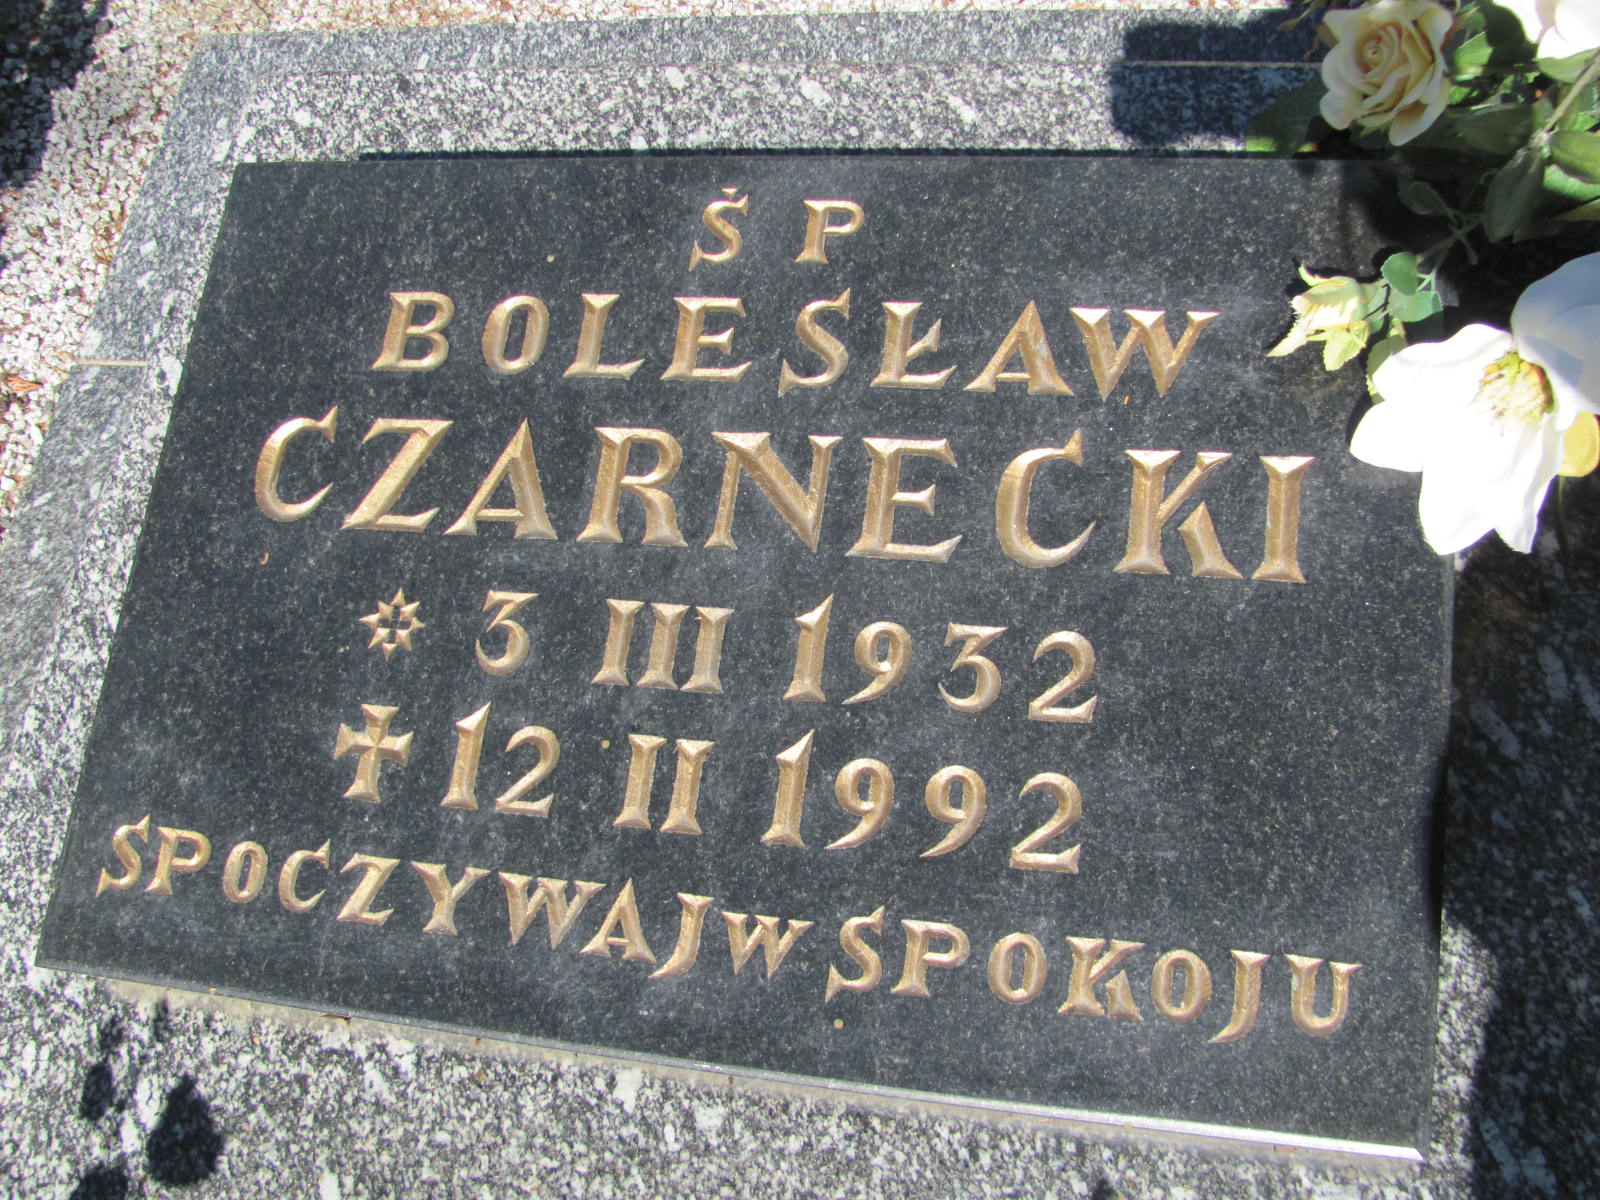 Ś P
BOLESŁAW
CZARNECKI
* 3 III 1932
✝ 12 II 1992
SPOCZYWAJ W SPOKOJU